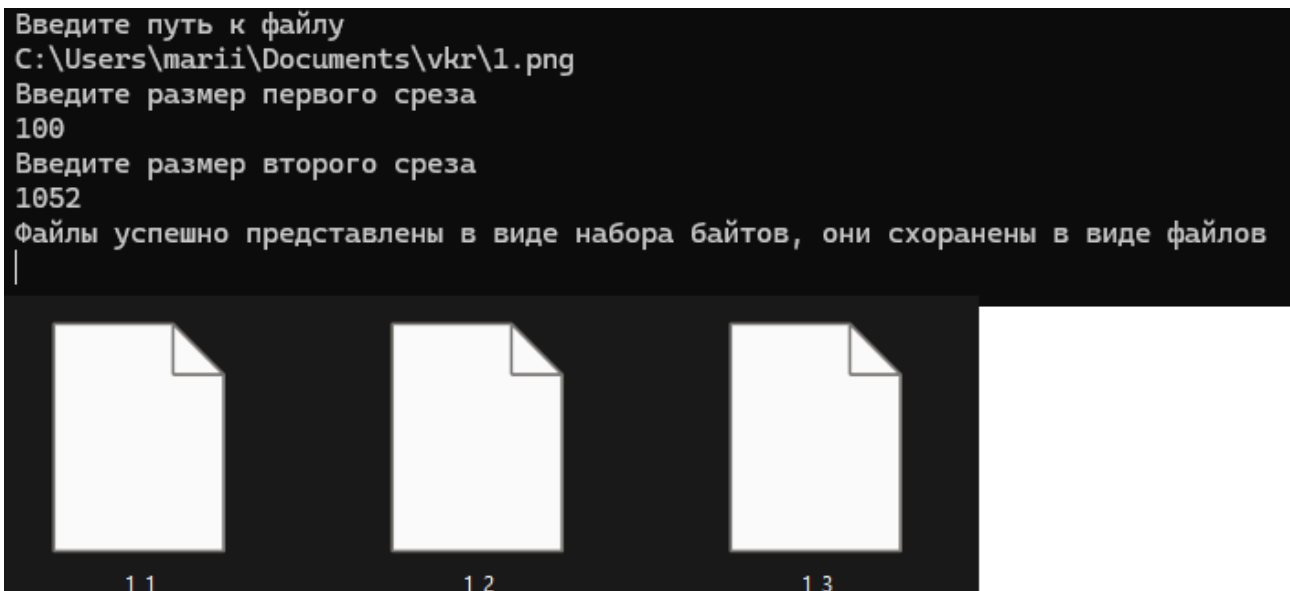 Введите путь к файлу
C:\Users\marii\Documents\vkr\1.png
Введите размер первого среза
100
Введите размер второго среза
1052
Файлы успешно представлены в виде набора байтов, они схоранены в виде файлов
1.1 1.2 1.3